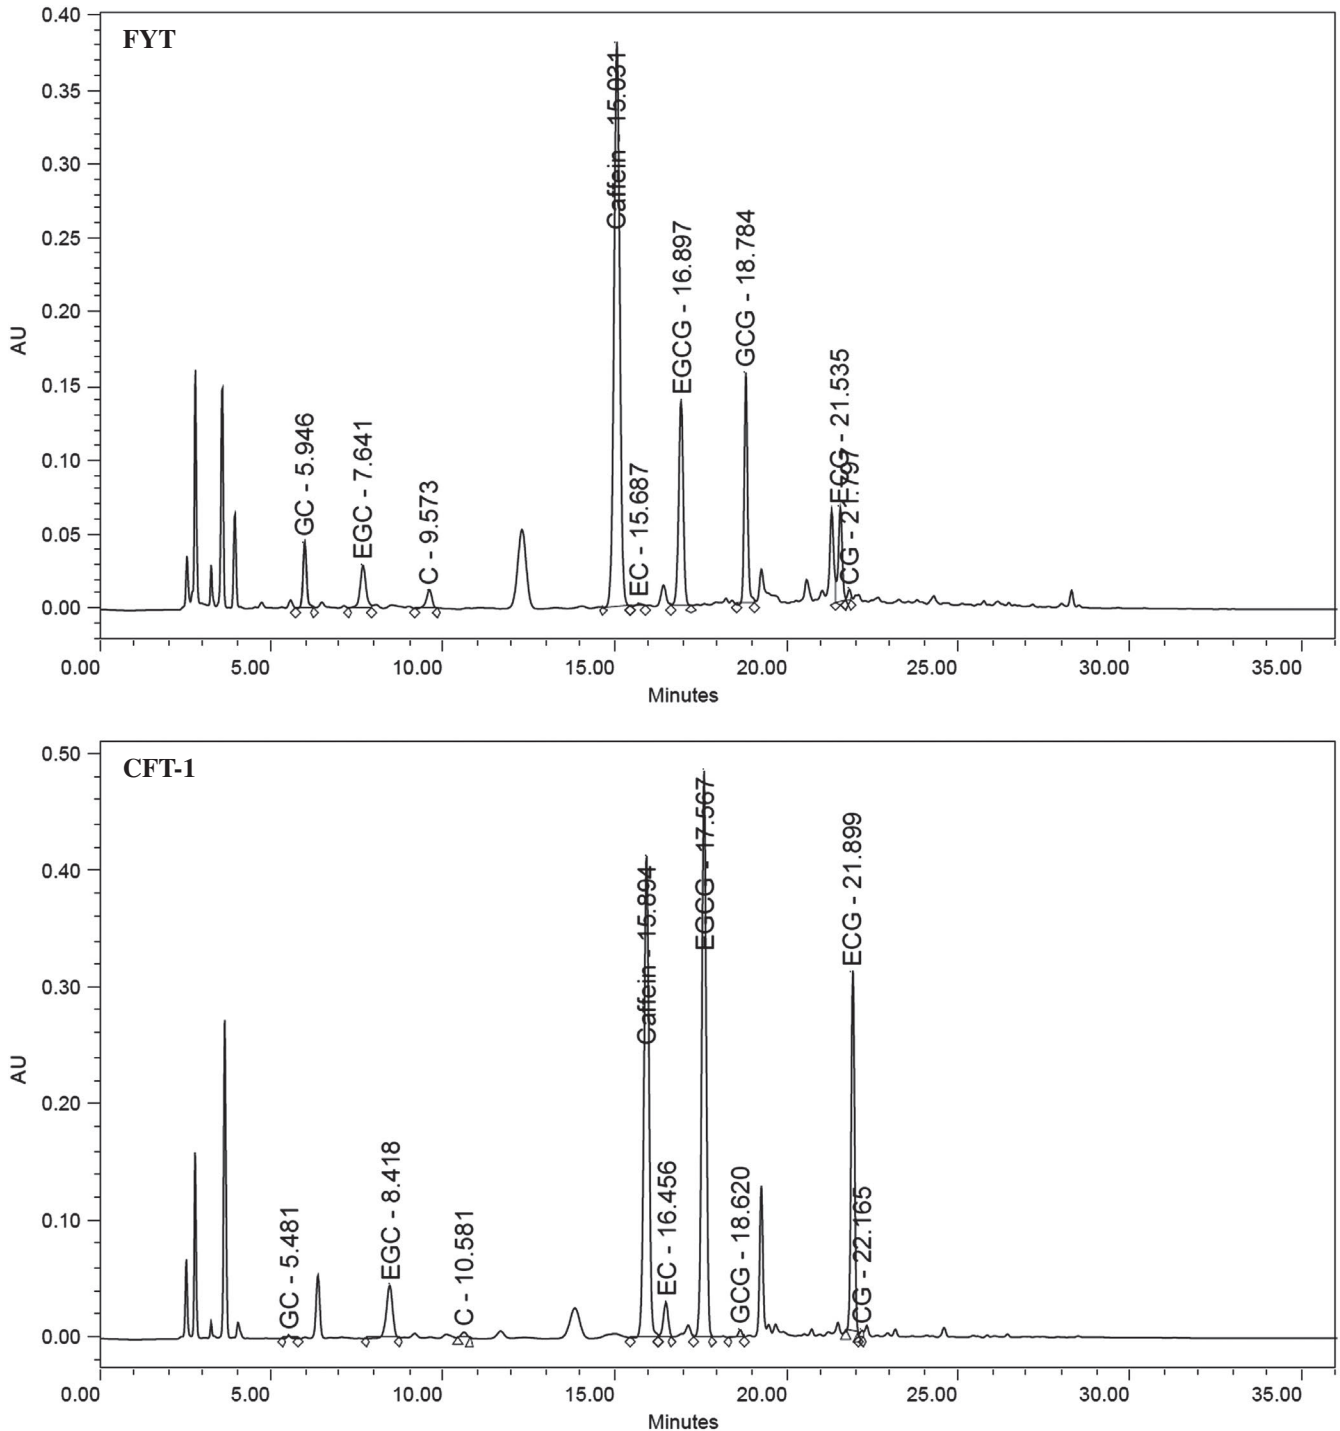 FYT
0.40
0.35
0.30
0.25
0.20
0.15
0.10
0.05
0.00
AU
GC - 5.946
EGC - 7.641
C - 9.573
Caffein - 15.031
EC - 15.687
EGCG - 16.897
GCG - 18.784
ECG - 21.535
CG - 21.797
0.00 5.00 10.00 15.00 20.00 25.00 30.00 35.00
Minutes
CFT-1
0.50
0.40
0.30
0.20
0.10
0.00
AU
GC - 5.481
EGC - 8.418
C - 10.581
Caffein - 15.894
EC - 16.456
EGCG - 17.567
GCG - 18.620
ECG - 21.899
CG - 22.165
0.00 5.00 10.00 15.00 20.00 25.00 30.00 35.00
Minutes